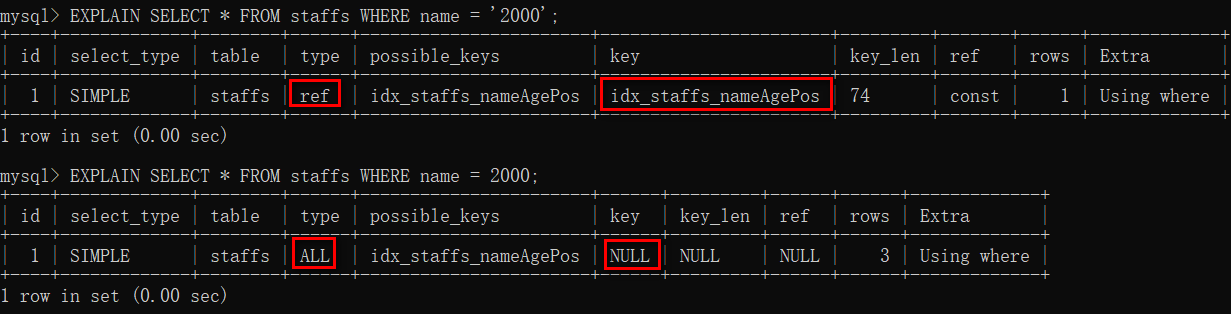 mysql> EXPLAIN SELECT * FROM staffs WHERE name = '2000';
+----+-------------+--------+------+----------------------+----------------------+---------+-------+------+-------------+
| id | select_type | table | type | possible_keys | key | key_len | ref | rows | Extra |
+----+-------------+--------+------+----------------------+----------------------+---------+-------+------+-------------+
| 1 | SIMPLE | staffs | ref | idx_staffs_nameAgePos | idx_staffs_nameAgePos | 74 | const | 1 | Using where |
+----+-------------+--------+------+----------------------+----------------------+---------+-------+------+-------------+
1 row in set (0.00 sec)
mysql> EXPLAIN SELECT * FROM staffs WHERE name = 2000;
+----+-------------+--------+------+----------------------+------+---------+------+------+-------------+
| id | select_type | table | type | possible_keys | key | key_len | ref | rows | Extra |
+----+-------------+--------+------+----------------------+------+---------+------+------+-------------+
| 1 | SIMPLE | staffs | ALL | idx_staffs_nameAgePos | NULL | NULL | NULL | 3 | Using where |
+----+-------------+--------+------+----------------------+------+---------+------+------+-------------+
1 row in set (0.00 sec)